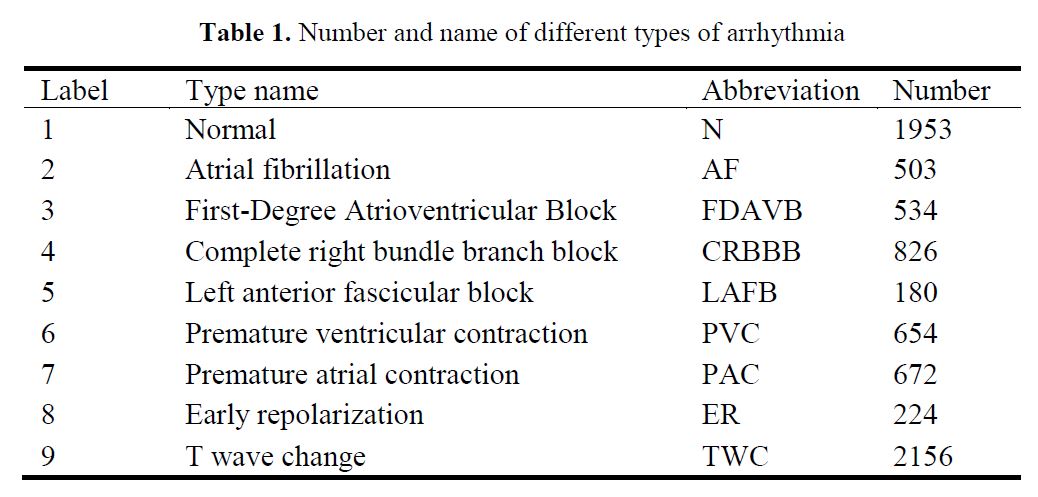 Table 1. Number and name of different types of arrhythmia
Label Type name Abbreviation Number
1 Normal N 1953
2 Atrial fibrillation AF 503
3 First-Degree Atrioventricular Block FDAVB 534
4 Complete right bundle branch block CRBBB 826
5 Left anterior fascicular block LAFB 180
6 Premature ventricular contraction PVC 654
7 Premature atrial contraction PAC 672
8 Early repolarization ER 224
9 T wave change TWC 2156